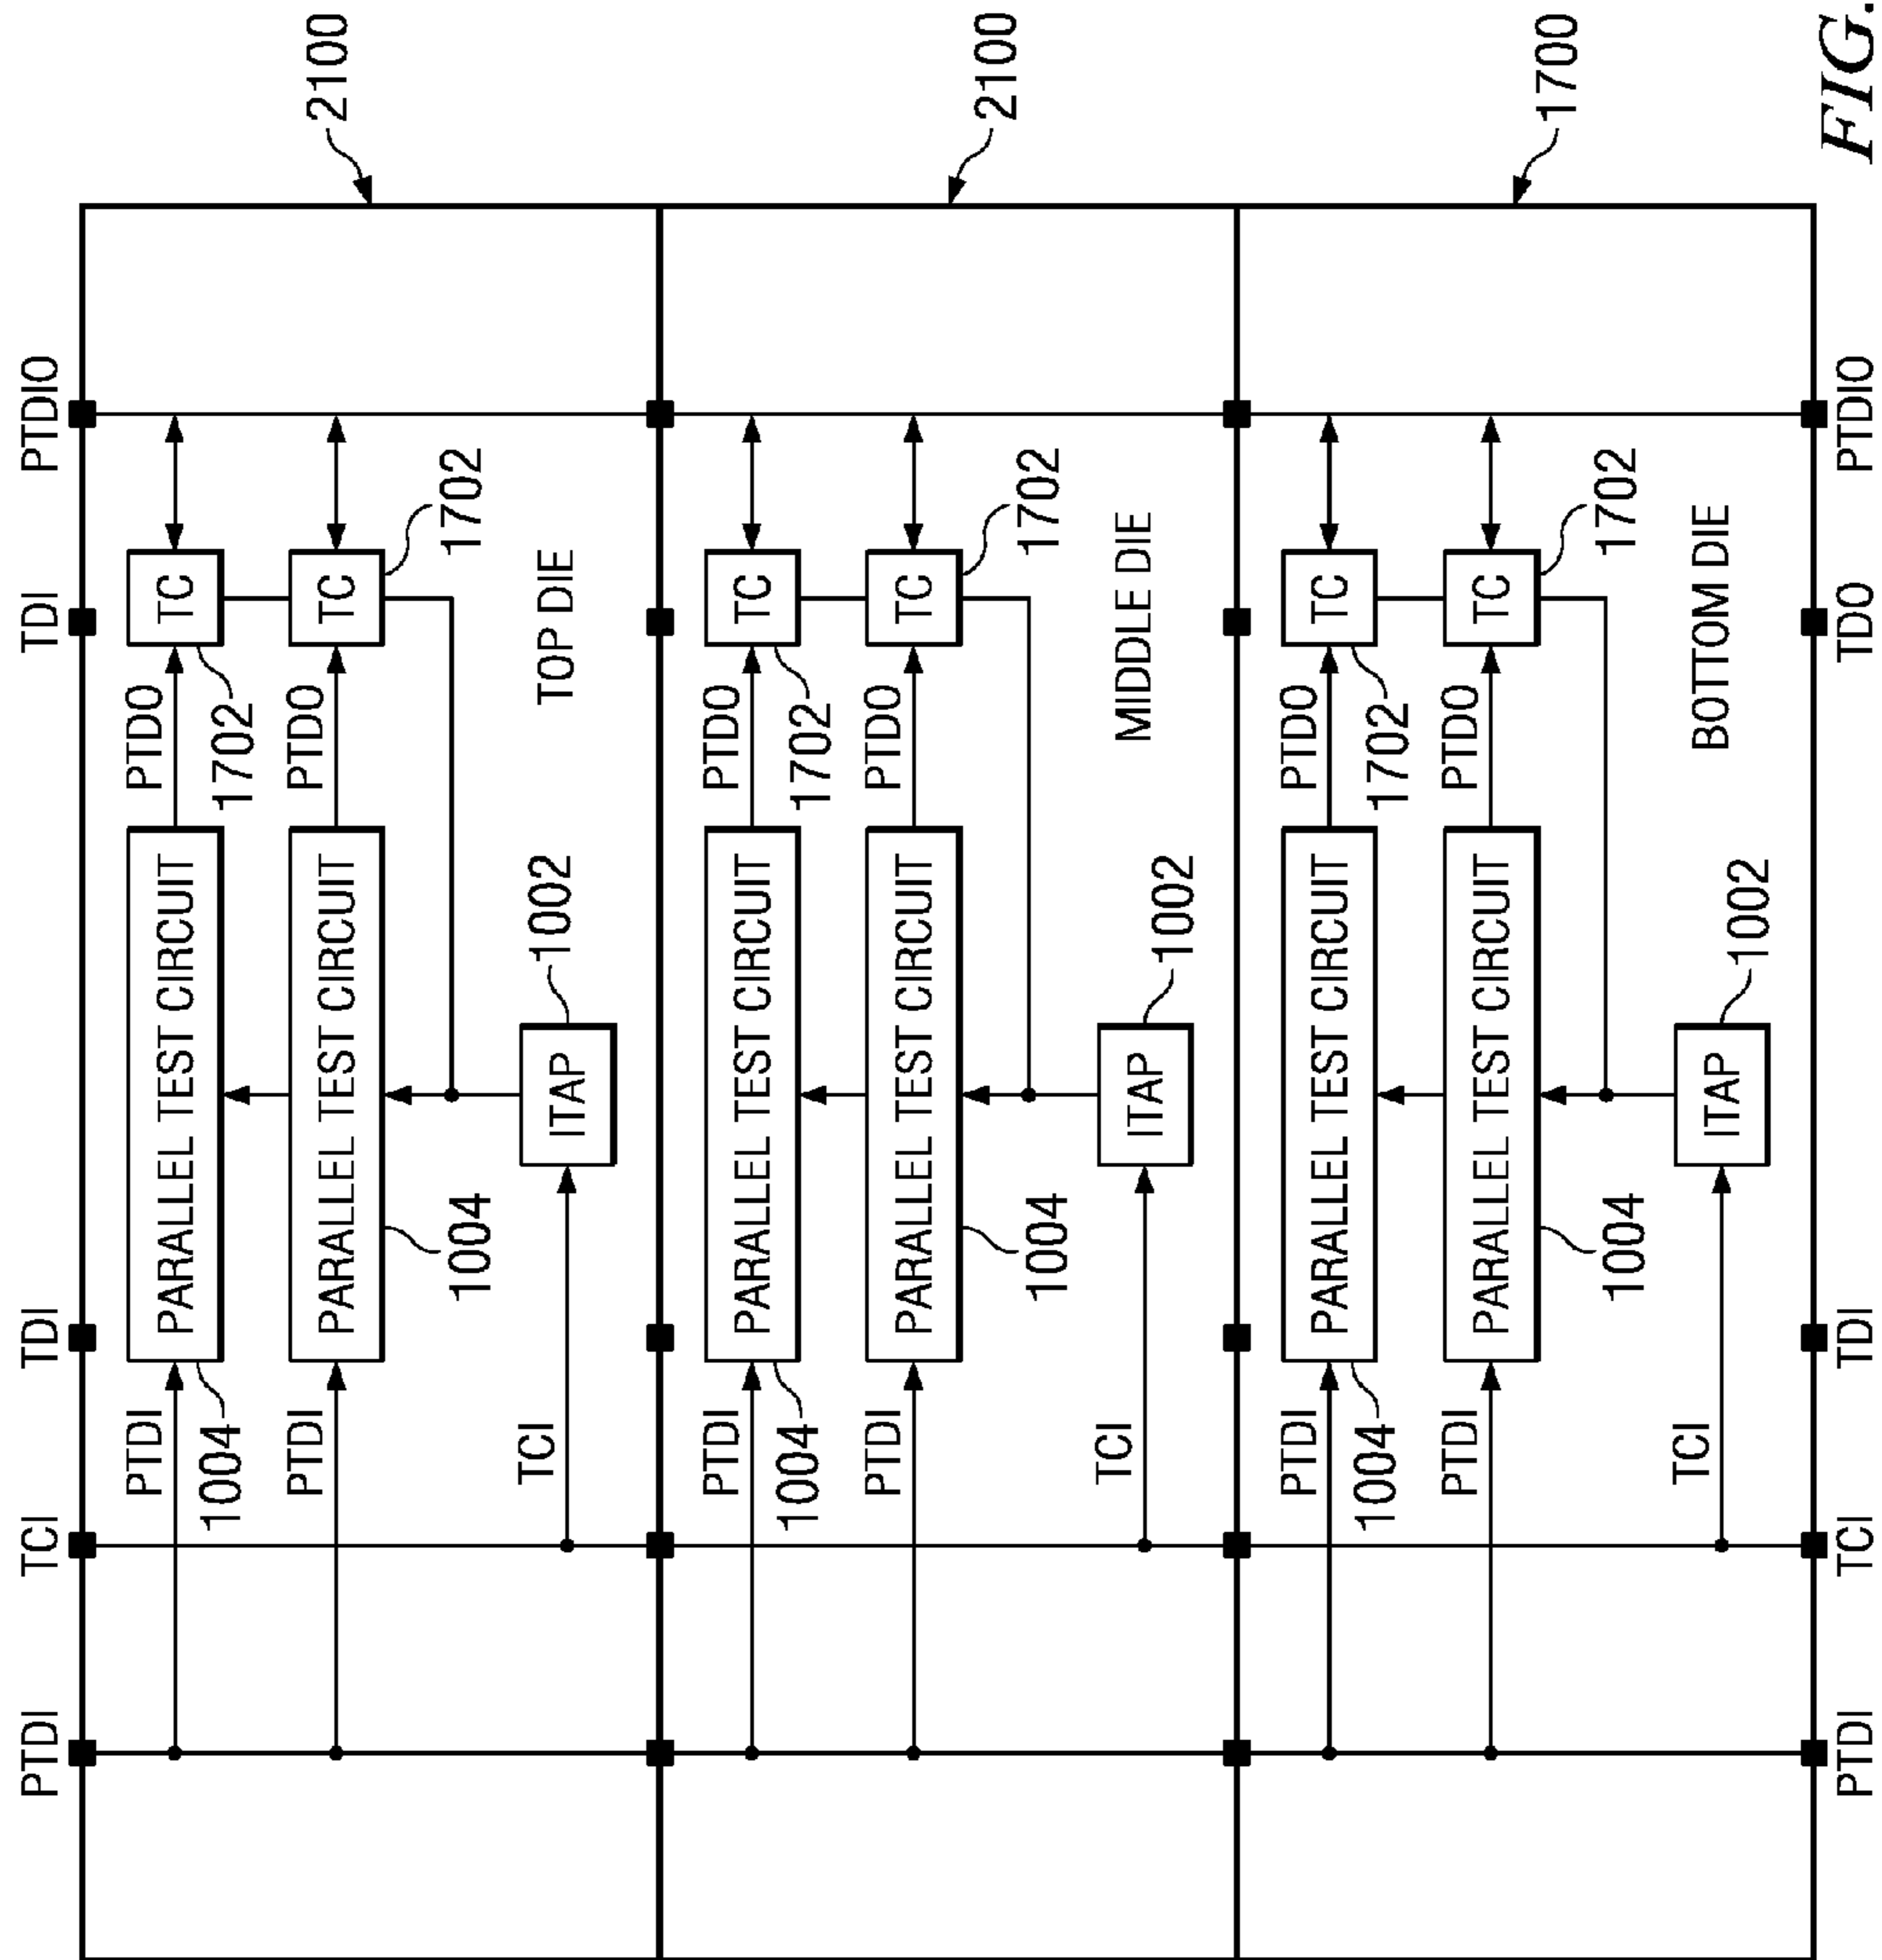 PTDI TCI TDI TDI PTDIO
PTDI PTDO
PARALLEL TEST CIRCUIT TC
1004 1702
PTDI PTDO 2100
PARALLEL TEST CIRCUIT TC
1004 1702
TCI 1002 TOP DIE
ITAP
PTDI PTDO
PARALLEL TEST CIRCUIT TC
1004 1702
PTDI PTDO 2100
PARALLEL TEST CIRCUIT TC
1004 1702
TCI 1002 MIDDLE DIE
ITAP
PTDI PTDO
PARALLEL TEST CIRCUIT TC
1004 1702
PTDI PTDO 1700
PARALLEL TEST CIRCUIT TC
1004 1702
TCI 1002 BOTTOM DIE
ITAP
PTDI TCI TDI TDO PTDIO
FIG.